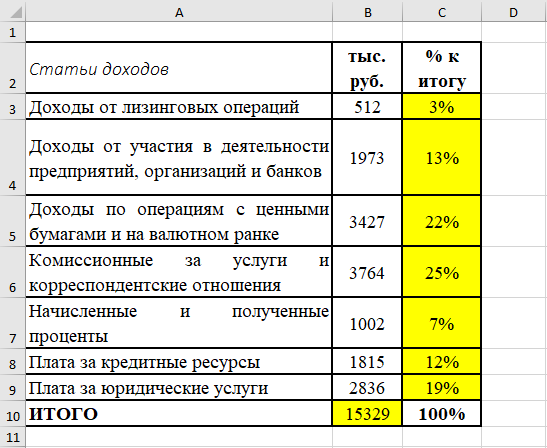 A B C D
1
2 Статьи доходов тыс. руб. % к итогу
3 Доходы от лизинговых операций 512 3%
4 Доходы от участия в деятельности предприятий, организаций и банков 1973 13%
5 Доходы по операциям с ценными бумагами и на валютном ранке 3427 22%
6 Комиссионные за услуги и корреспондентские отношения 3764 25%
7 Начисленные и полученные проценты 1002 7%
8 Плата за кредитные ресурсы 1815 12%
9 Плата за юридические услуги 2836 19%
10 ИТОГО 15329 100%
11